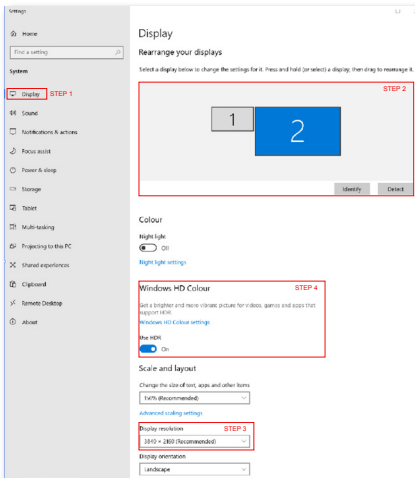 Settings
Home
Find a setting
System
Display
STEP 1
Sound
Notifications & actions
Focus assist
Power & sleep
Storage
Tablet
Multi-tasking
Projecting to this PC
Shared experiences
Clipboard
Remote Desktop
About
Display
Rearrange your displays
Select a display below to change the settings for it. Press and hold (or select) a display, then drag to rearrange it.
STEP 2
1
2
Identify
Detect
Colour
Night light
Off
Night light settings
Windows HD Colour
STEP 4
Get a brighter and more vibrant picture for videos, games and apps that
support HDR.
Windows HD Colour settings
Use HDR
On
Scale and layout
Change the size of text, apps and other items
(Recommended)
Advanced scaling settings
Display resolution
STEP 3
3840 × 2160 (Recommended)
Display orientation
Landscape